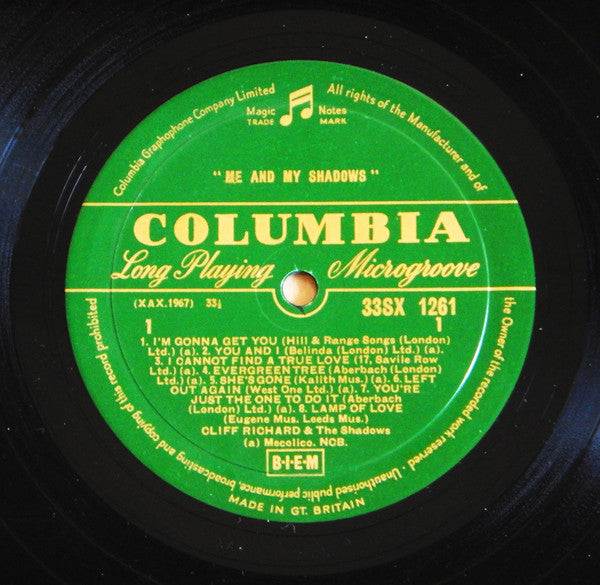 Columbia Graphophone Company Limited
All rights of the Manufacturer and of
the Owner of the recorded work reserved · Unauthorised public performance, broadcasting and copying of this record prohibited
Magic Notes
TRADE MARK
"ME AND MY SHADOWS"
COLUMBIA
Long Playing Microgroove
(XAX.1967) 33⅓
33SX 1261
1 1
1. I'M GONNA GET YOU (Hill & Range Songs (London)
Ltd.) (a). 2. YOU AND I (Belinda (London) Ltd.) (a).
3. I CANNOT FIND A TRUE LOVE (17, Savile Row
Ltd.) (a). 4. EVERGREEN TREE (Aberbach (London)
Ltd.) (a). 5. SHE'S GONE (Kalith Mus.) (a). 6. LEFT
OUT AGAIN (West One Ltd.) (a). 7. YOU'RE
JUST THE ONE TO DO IT (Aberbach
(London) Ltd.) (a). 8. LAMP OF LOVE
(Eugene Mus. Leeds Mus.)
CLIFF RICHARD & The Shadows
(a) Mecolico. NCB.
B·I·E·M
MADE IN GT. BRITAIN